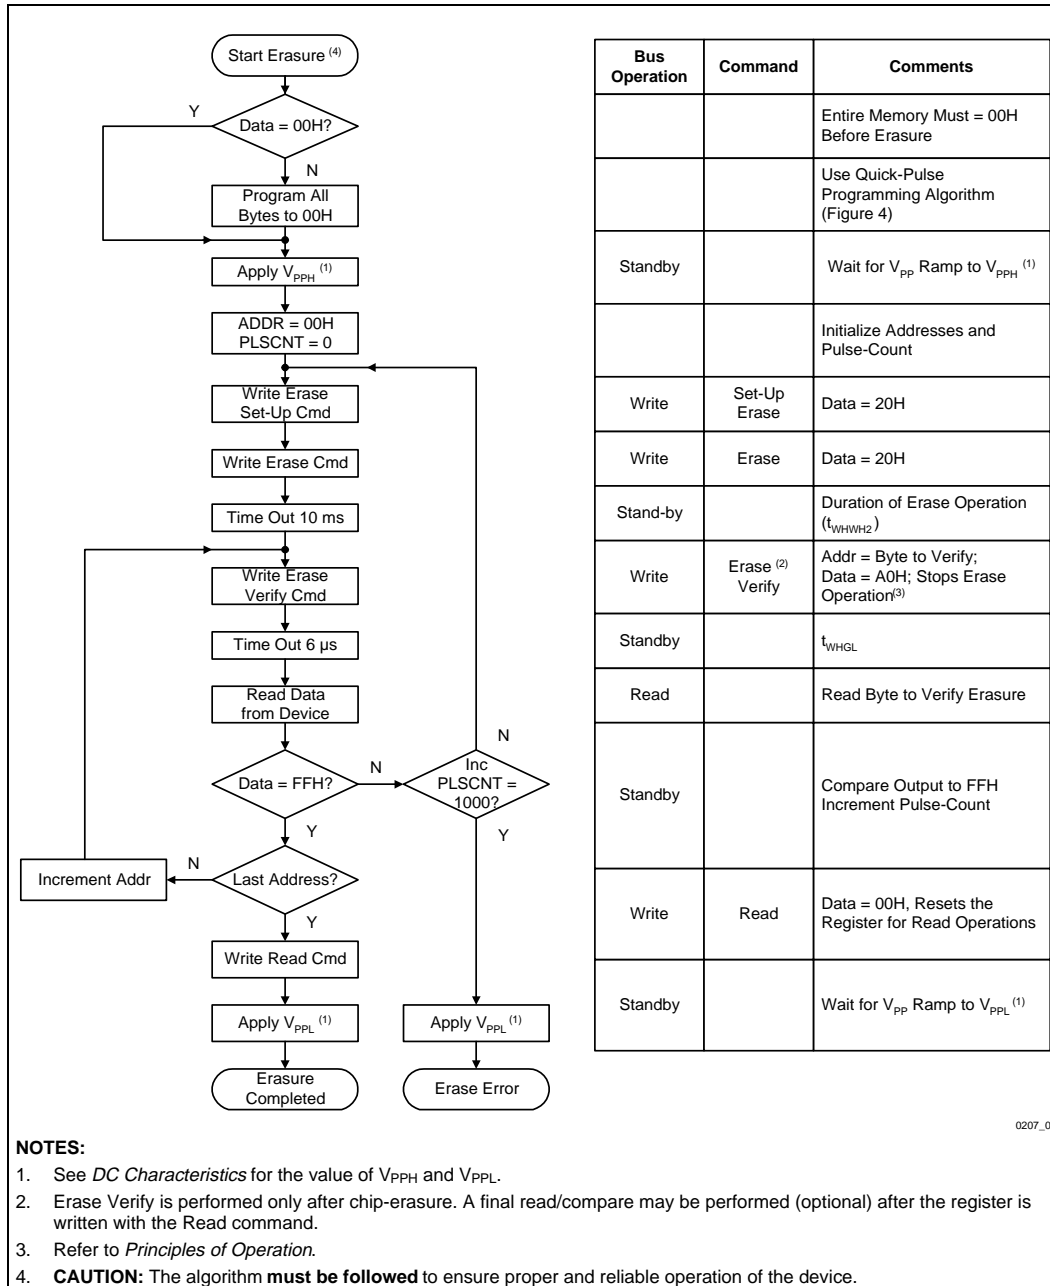 Start Erasure (4)
Y
Data = 00H?
N
Program All
Bytes to 00H
Apply VPPH (1)
ADDR = 00H
PLSCNT = 0
Write Erase
Set-Up Cmd
Write Erase Cmd
Time Out 10 ms
Write Erase
Verify Cmd
Time Out 6 µs
Read Data
from Device
Data = FFH?
N
Inc
PLSCNT =
1000?
N
Y
Y
Increment Addr
N
Last Address?
Y
Write Read Cmd
Apply VPPL (1)
Apply VPPL (1)
Erasure
Completed
Erase Error
Bus
Operation
Command
Comments
Entire Memory Must = 00H
Before Erasure
Use Quick-Pulse
Programming Algorithm
(Figure 4)
Standby
Wait for VPP Ramp to VPPH (1)
Initialize Addresses and
Pulse-Count
Write
Set-Up
Erase
Data = 20H
Write
Erase
Data = 20H
Stand-by
Duration of Erase Operation
(tWHWH2)
Write
Erase (2)
Verify
Addr = Byte to Verify;
Data = A0H; Stops Erase
Operation(3)
Standby
tWHGL
Read
Read Byte to Verify Erasure
Standby
Compare Output to FFH
Increment Pulse-Count
Write
Read
Data = 00H, Resets the
Register for Read Operations
Standby
Wait for VPP Ramp to VPPL (1)
0207_0
NOTES:
1. See DC Characteristics for the value of VPPH and VPPL.
2. Erase Verify is performed only after chip-erasure. A final read/compare may be performed (optional) after the register is
written with the Read command.
3. Refer to Principles of Operation.
4. CAUTION: The algorithm must be followed to ensure proper and reliable operation of the device.